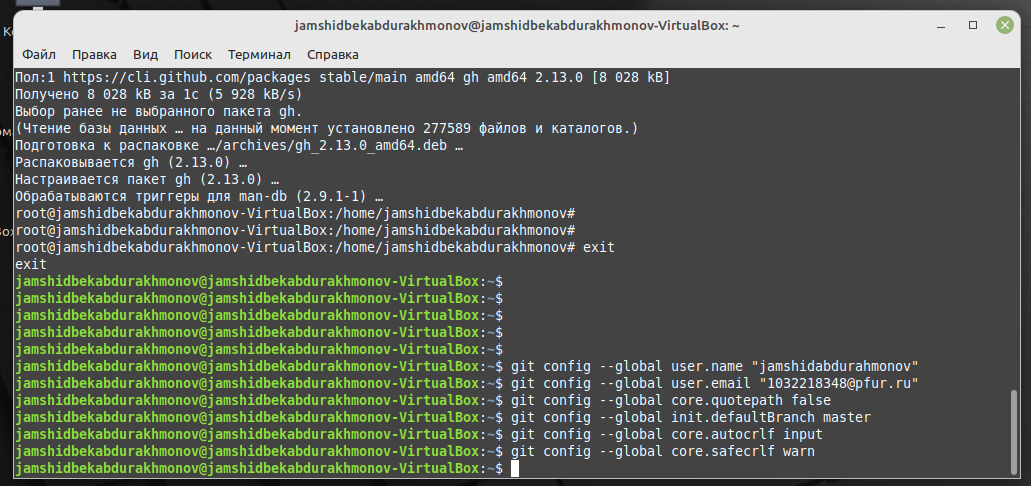 jamshidbekabdurakhmonov@jamshidbekabdurakhmonov-VirtualBox: ~
Файл Правка Вид Поиск Терминал Справка
Пол:1 https://cli.github.com/packages stable/main amd64 gh amd64 2.13.0 [8 028 kB]
Получено 8 028 kB за 1с (5 928 kB/s)
Выбор ранее не выбранного пакета gh.
(Чтение базы данных … на данный момент установлено 277589 файлов и каталогов.)
Подготовка к распаковке …/archives/gh_2.13.0_amd64.deb …
Распаковывается gh (2.13.0) …
Настраивается пакет gh (2.13.0) …
Обрабатываются триггеры для man-db (2.9.1-1) …
root@jamshidbekabdurakhmonov-VirtualBox:/home/jamshidbekabdurakhmonov#
root@jamshidbekabdurakhmonov-VirtualBox:/home/jamshidbekabdurakhmonov#
root@jamshidbekabdurakhmonov-VirtualBox:/home/jamshidbekabdurakhmonov# exit
exit
jamshidbekabdurakhmonov@jamshidbekabdurakhmonov-VirtualBox:~$
jamshidbekabdurakhmonov@jamshidbekabdurakhmonov-VirtualBox:~$
jamshidbekabdurakhmonov@jamshidbekabdurakhmonov-VirtualBox:~$
jamshidbekabdurakhmonov@jamshidbekabdurakhmonov-VirtualBox:~$
jamshidbekabdurakhmonov@jamshidbekabdurakhmonov-VirtualBox:~$
jamshidbekabdurakhmonov@jamshidbekabdurakhmonov-VirtualBox:~$ git config --global user.name "jamshidabdurahmonov"
jamshidbekabdurakhmonov@jamshidbekabdurakhmonov-VirtualBox:~$ git config --global user.email "1032218348@pfur.ru"
jamshidbekabdurakhmonov@jamshidbekabdurakhmonov-VirtualBox:~$ git config --global core.quotepath false
jamshidbekabdurakhmonov@jamshidbekabdurakhmonov-VirtualBox:~$ git config --global init.defaultBranch master
jamshidbekabdurakhmonov@jamshidbekabdurakhmonov-VirtualBox:~$ git config --global core.autocrlf input
jamshidbekabdurakhmonov@jamshidbekabdurakhmonov-VirtualBox:~$ git config --global core.safecrlf warn
jamshidbekabdurakhmonov@jamshidbekabdurakhmonov-VirtualBox:~$